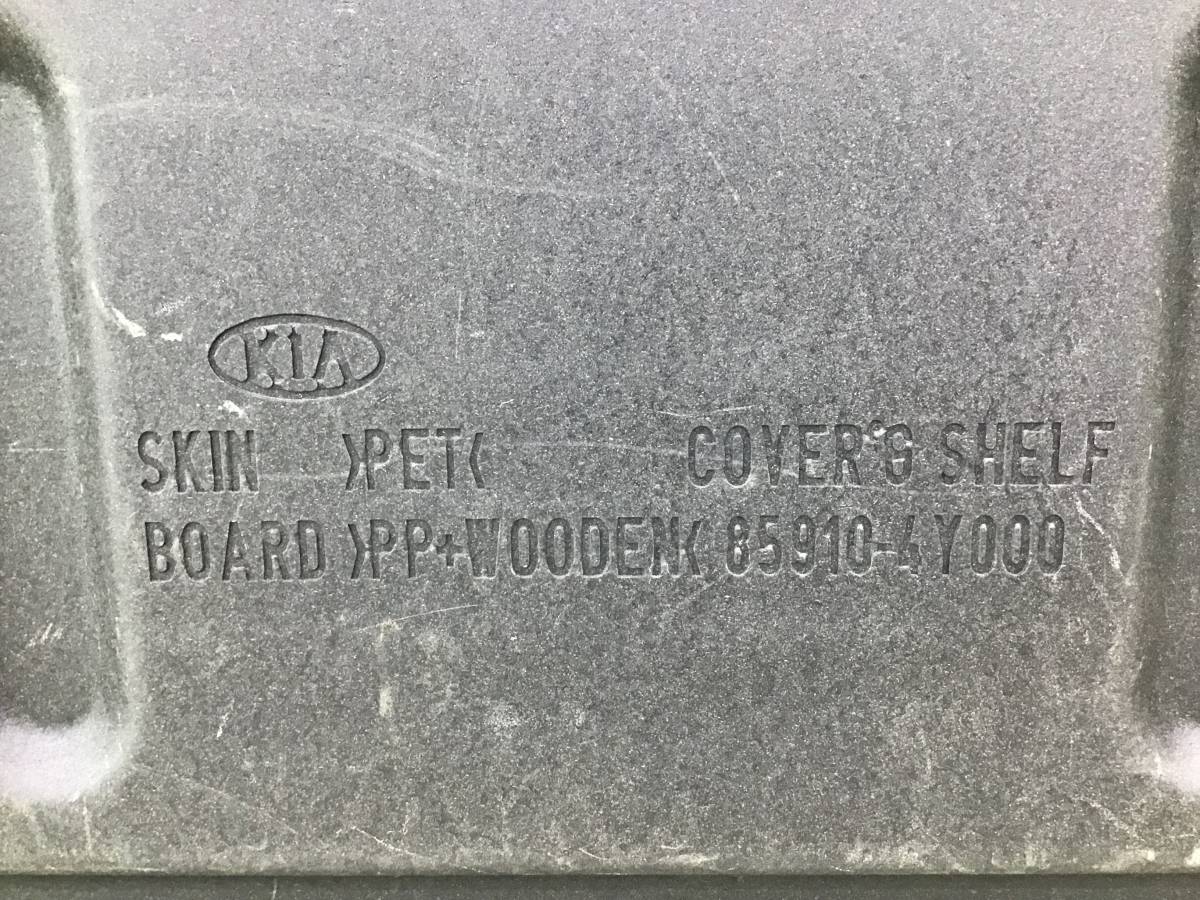 KIA
SKIN >PET< COVER'G SHELF
BOARD >PP+WOODEN< 85910-4Y000